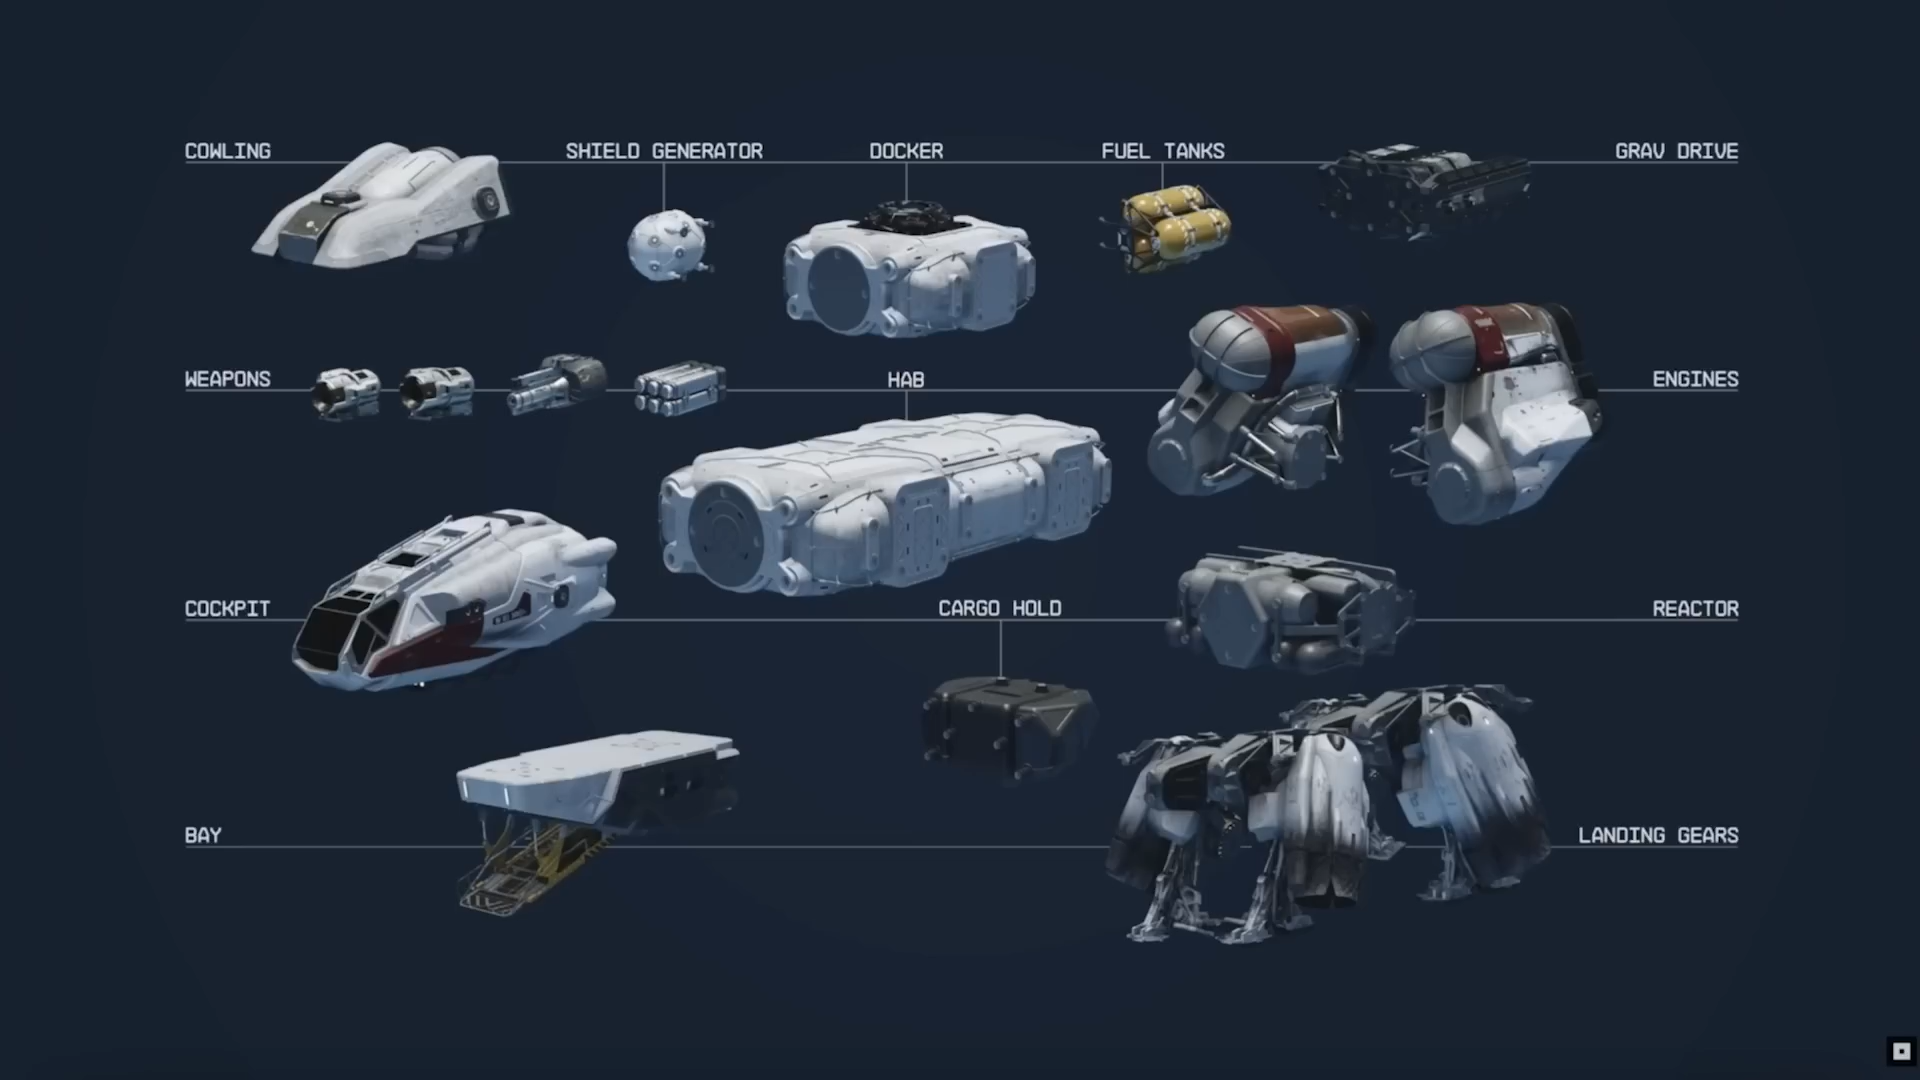 COWLING
SHIELD GENERATOR
DOCKER
FUEL TANKS
GRAV DRIVE
WEAPONS
HAB
ENGINES
COCKPIT
CARGO HOLD
REACTOR
BAY
LANDING GEARS